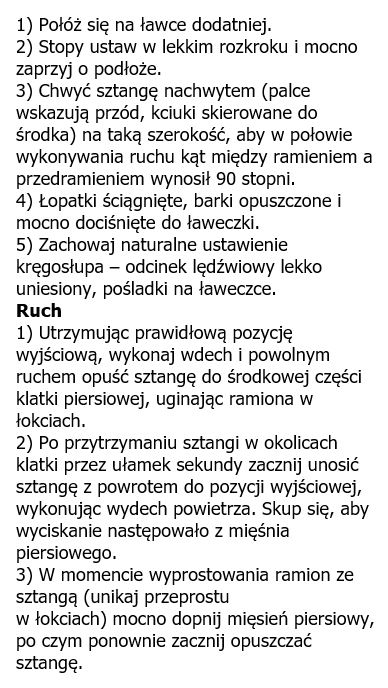 1) Połóż się na ławce dodatniej.
2) Stopy ustaw w lekkim rozkroku i mocno
zaprzyj o podłoże.
3) Chwyć sztangę nachwytem (palce
wskazują przód, kciuki skierowane do
środka) na taką szerokość, aby w połowie
wykonywania ruchu kąt między ramieniem a
przedramieniem wynosił 90 stopni.
4) Łopatki ściągnięte, barki opuszczone i
mocno dociśnięte do ławeczki.
5) Zachowaj naturalne ustawienie
kręgosłupa – odcinek lędźwiowy lekko
uniesiony, pośladki na ławeczce.
Ruch
1) Utrzymując prawidłową pozycję
wyjściową, wykonaj wdech i powolnym
ruchem opuść sztangę do środkowej części
klatki piersiowej, uginając ramiona w
łokciach.
2) Po przytrzymaniu sztangi w okolicach
klatki przez ułamek sekundy zacznij unosić
sztangę z powrotem do pozycji wyjściowej,
wykonując wydech powietrza. Skup się, aby
wyciskanie następowało z mięśnia
piersiowego.
3) W momencie wyprostowania ramion ze
sztangą (unikaj przeprostu
w łokciach) mocno dopnij mięsień piersiowy,
po czym ponownie zacznij opuszczać
sztangę.